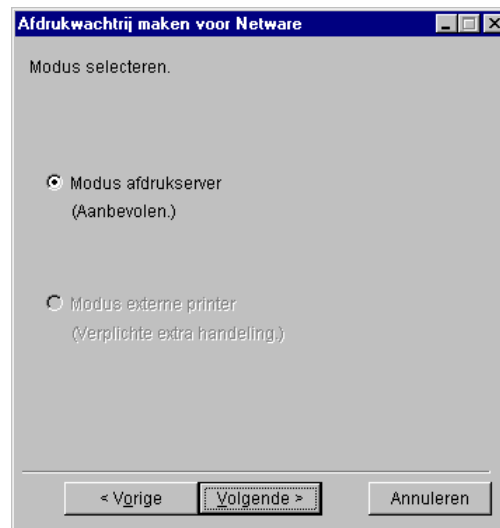 Afdrukwachtrij maken voor Netware
Modus selecteren.
Modus afdrukserver
(Aanbevolen.)
Modus externe printer
(Verplichte extra handeling.)
< Vorige Volgende > Annuleren